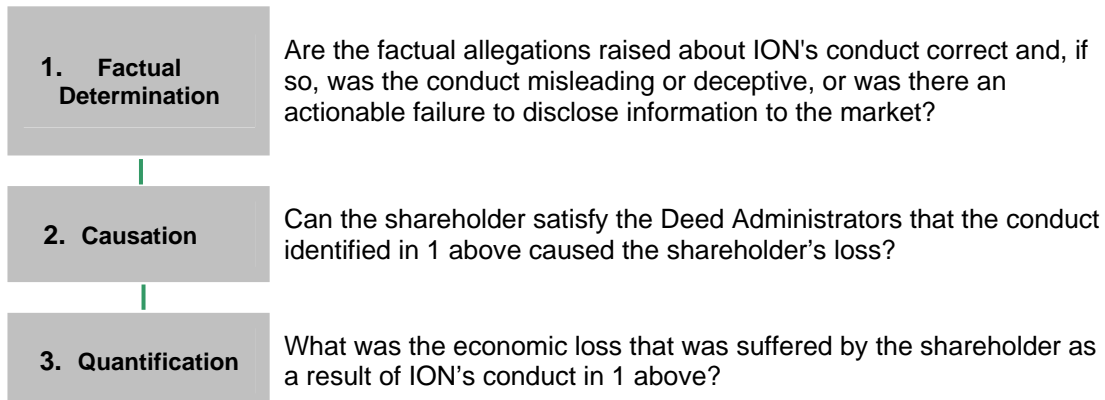 1. Factual
Determination
Are the factual allegations raised about ION's conduct correct and, if
so, was the conduct misleading or deceptive, or was there an
actionable failure to disclose information to the market?
2. Causation
Can the shareholder satisfy the Deed Administrators that the conduct
identified in 1 above caused the shareholder’s loss?
3. Quantification
What was the economic loss that was suffered by the shareholder as
a result of ION’s conduct in 1 above?